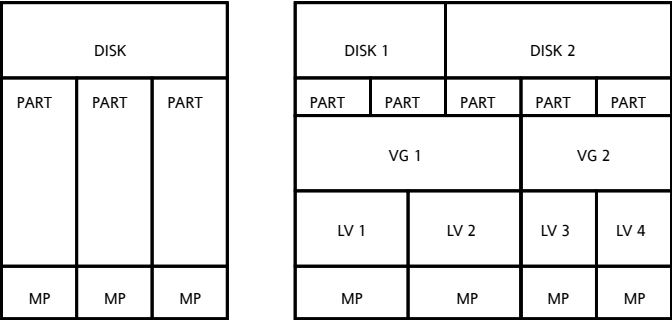 DISK
PART PART PART
MP MP MP
DISK 1 DISK 2
PART PART PART PART PART
VG 1 VG 2
LV 1 LV 2 LV 3 LV 4
MP MP MP MP